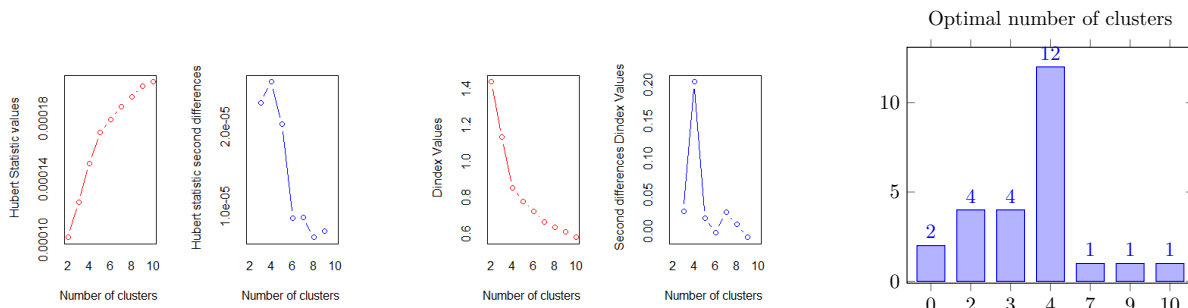 Hubert Statistic values
0.00010 0.00014 0.00018
2 4 6 8 10
Number of clusters
Hubert statistic second differences
1.0e-05 2.0e-05
2 4 6 8 10
Number of clusters
Dindex Values
0.6 0.8 1.0 1.2 1.4
2 4 6 8 10
Number of clusters
Second differences Dindex Values
0.00 0.05 0.10 0.15 0.20
2 4 6 8 10
Number of clusters
Optimal number of clusters
10
5
0
2 4 4 12 1 1 1
0 2 3 4 7 9 10